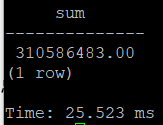 sum
--------------
310586483.00
(1 row)
Time: 25.523 ms